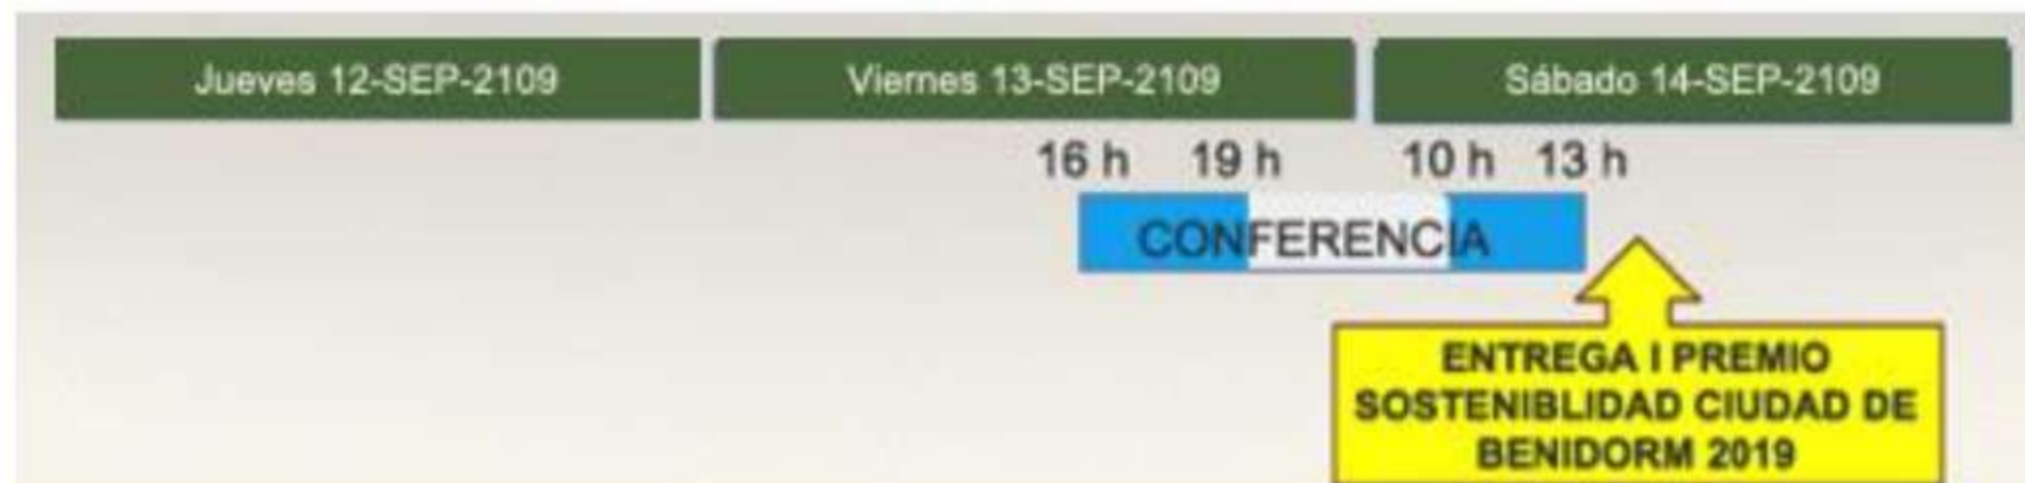 Jueves 12-SEP-2109
Viernes 13-SEP-2109
Sábado 14-SEP-2109
16 h
19 h
10 h
13 h
CONFERENCIA
ENTREGA I PREMIO
SOSTENIBLIDAD CIUDAD DE
BENIDORM 2019